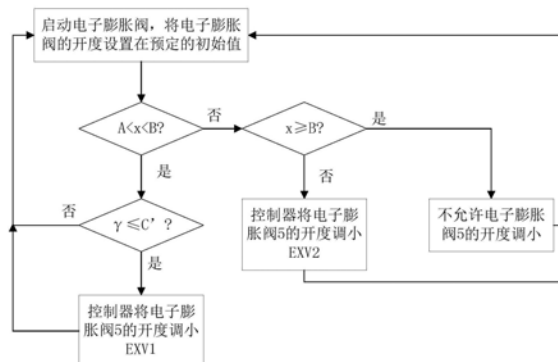 启动电子膨胀阀，将电子膨胀
阀的开度设置在预定的初始值
A<x<B?
否
x≥B?
是
是
否
否
γ≤C’?
控制器将电子膨
胀阀5的开度调小
EXV2
不允许电子膨胀
阀5的开度调小
是
控制器将电子膨
胀阀5的开度调小
EXV1